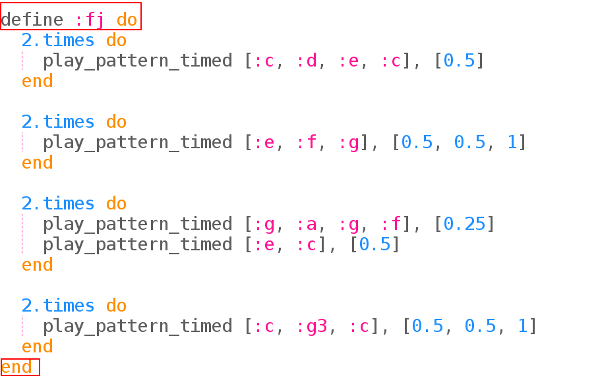 define :fj do
  2.times do
    play_pattern_timed [:c, :d, :e, :c], [0.5]
  end

  2.times do
    play_pattern_timed [:e, :f, :g], [0.5, 0.5, 1]
  end

  2.times do
    play_pattern_timed [:g, :a, :g, :f], [0.25]
    play_pattern_timed [:e, :c], [0.5]
  end

  2.times do
    play_pattern_timed [:c, :g3, :c], [0.5, 0.5, 1]
  end
end